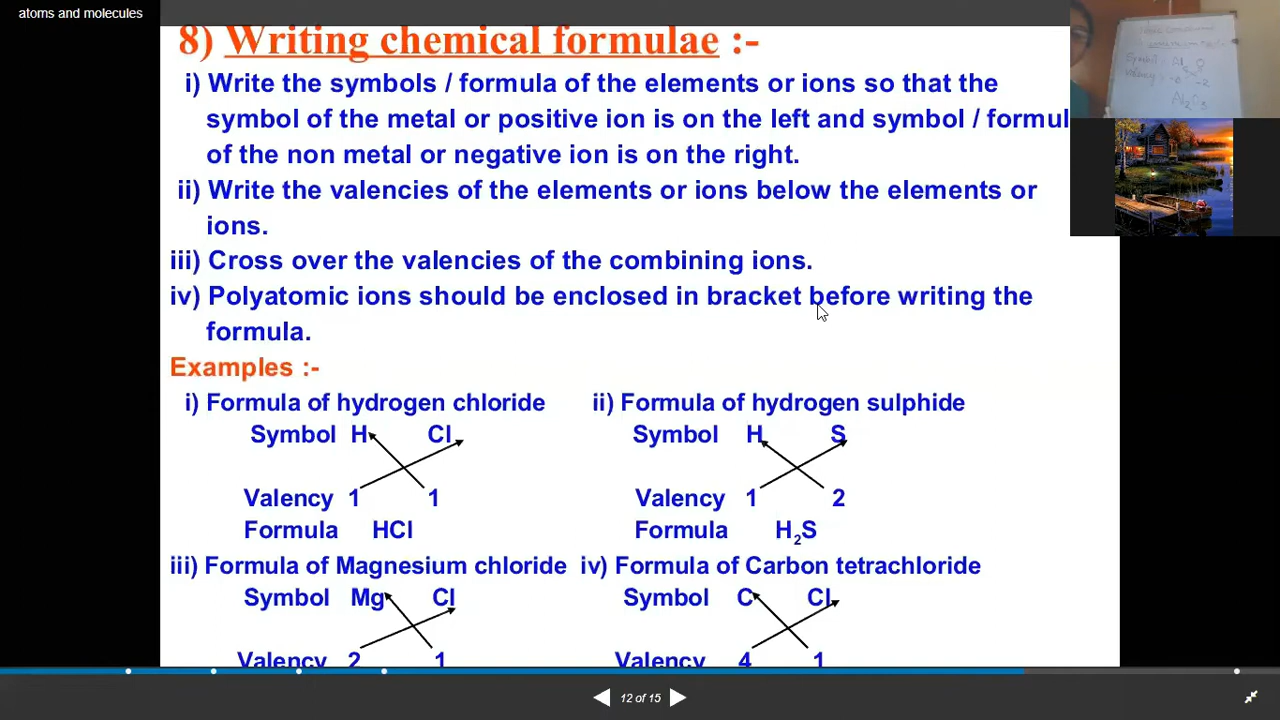 atoms and molecules
8) Writing chemical formulae :-
i) Write the symbols / formula of the elements or ions so that the
symbol of the metal or positive ion is on the left and symbol / formul
of the non metal or negative ion is on the right.
ii) Write the valencies of the elements or ions below the elements or
ions.
iii) Cross over the valencies of the combining ions.
iv) Polyatomic ions should be enclosed in bracket before writing the
formula.
Examples :-
i) Formula of hydrogen chloride
Symbol H Cl
Valency 1 1
Formula HCl
ii) Formula of hydrogen sulphide
Symbol H S
Valency 1 2
Formula H₂S
iii) Formula of Magnesium chloride
Symbol Mg Cl
Valency 2 1
iv) Formula of Carbon tetrachloride
Symbol C Cl
Valency 4 1
Symbol Al O
Valency
Al₂O₃
12 of 15